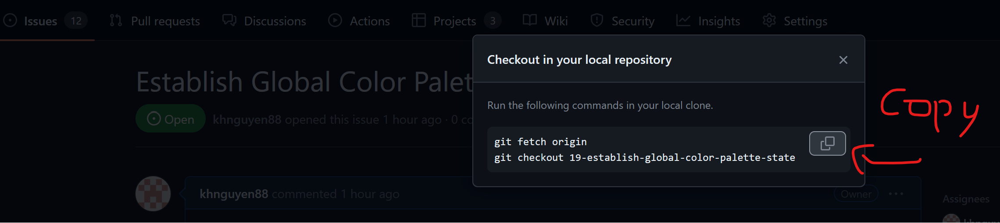 Issues 12 Pull requests Discussions Actions Projects 3 Wiki Security Insights Settings
Checkout in your local repository
Establish Global Color Palet
Run the following commands in your local clone.
Copy
Open khnguyen88 opened this issue 1 hour ago · 0 co
git fetch origin
git checkout 19-establish-global-color-palette-state
khnguyen88 commented 1 hour ago Owner
Assignees